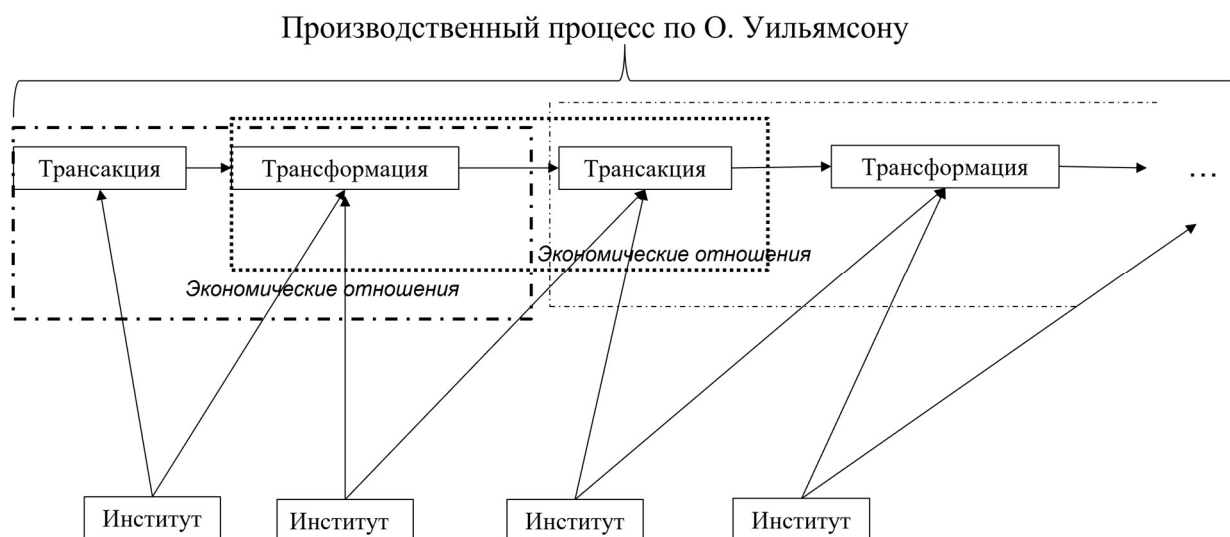 Производственный процесс по О. Уильямсону
Трансакция
Трансформация
Трансакция
Трансформация
...
Экономические отношения
Экономические отношения
Институт
Институт
Институт
Институт